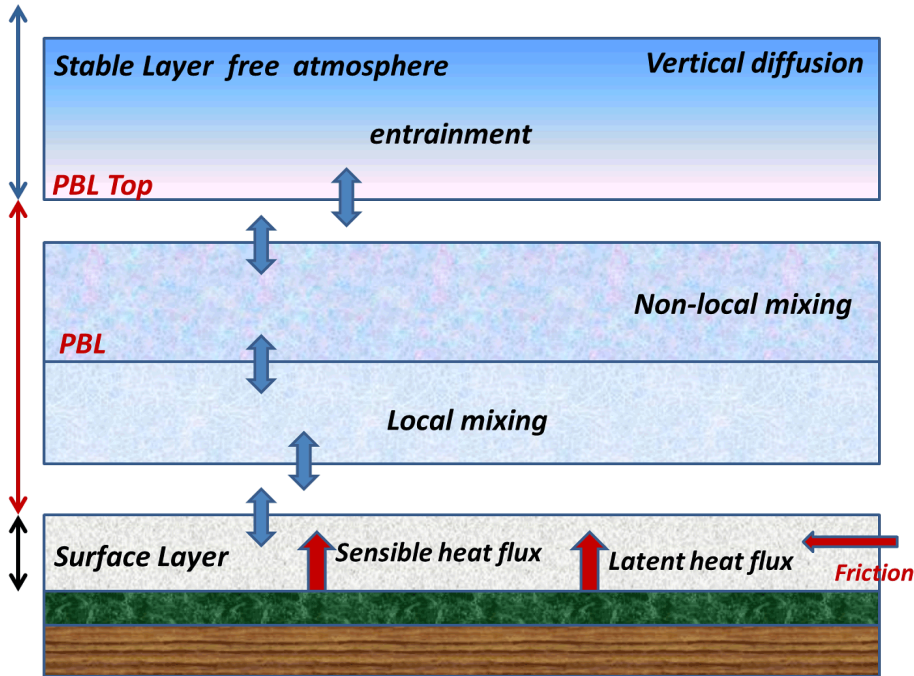 Stable Layer free atmosphere
Vertical diffusion
entrainment
PBL Top
Non-local mixing
PBL
Local mixing
Surface Layer
Sensible heat flux
Latent heat flux
Friction